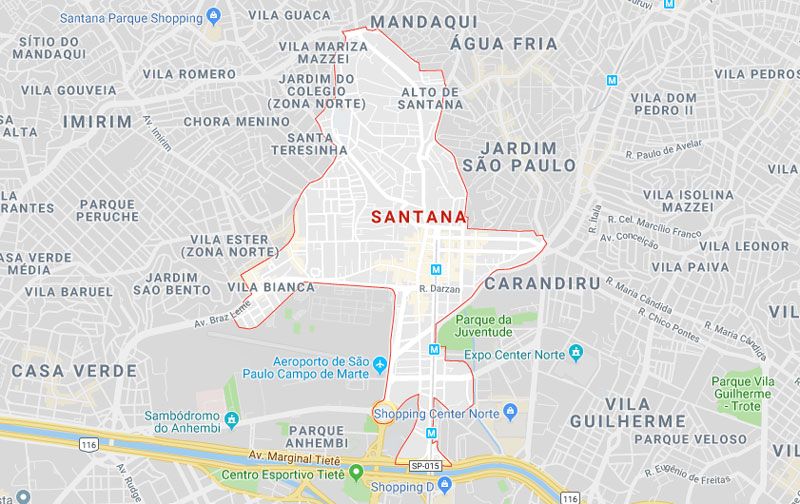 Santana Parque Shopping
VILA GUACA
MANDAQUI
SÍTIO DO
MANDAQUI
VILA MARIZA
MAZZEI
ÁGUA FRIA
VILA ROMERO
VILA GOUVEIA
JARDIM DO
COLEGIO
(ZONA NORTE)
ALTO DE
SANTANA
VILA PEDROS
VILA DOM
PEDRO II
IMIRIM
Av. Imirim
CHORA MENINO
VILA
ALTA
SANTA
TERESINHA
JARDIM
SÃO PAULO
R. Paulo de Avelar
LA
RANTES
PARQUE
PERUCHE
VILA ISOLINA
MAZZEI
SANTANA
R. Ítala
R. Cel. Marcílio Franco
Av. Conceição
VILA ESTER
(ZONA NORTE)
VILA LEONOR
CASA VERDE
MÉDIA
VILA PAIVA
JARDIM
SAO BENTO
VILA BARUEL
VILA BIANCA
R. Darzan
CARANDIRU
R. Maria Cândida
R. Chico Pontes
R. Maria Cândida
VIL
Av. Braz Leme
Parque da
Juventude
Expo Center Norte
Aeroporto de São
Paulo Campo de Marte
CASA VERDE
Parque Vila
Guilherme
- Trote
Sambódromo
do Anhembi
Shopping Center Norte
VILA
GUILHERME
PARQUE
ANHEMBI
PARQUE VELOSO
116
Av. Marginal Tietê
SP-015
Av. Rudge
Centro Esportivo Tietê
R. Eugênio de Freitas
Shopping D
116